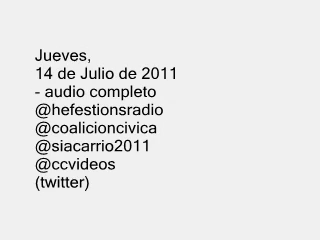 Jueves,
14 de Julio de 2011
- audio completo
@hefestionsradio
@coalicioncivica
@siacarrio2011
@ccvideos
(twitter)